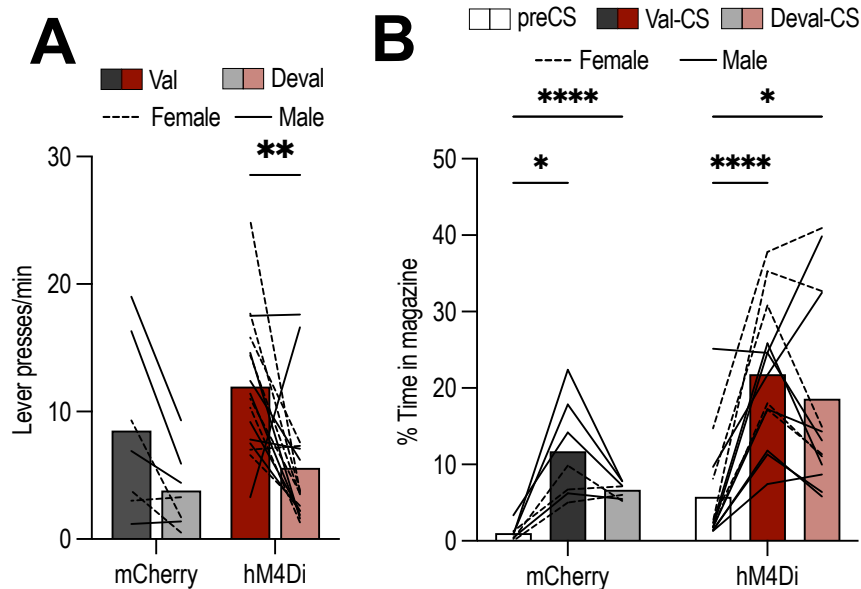 A
Val Deval
Female Male
**
30
20
10
0
Lever presses/min
mCherry hM4Di
B
preCS Val-CS Deval-CS
Female Male
**** *
* ****
50
40
30
20
10
0
% Time in magazine
mCherry hM4Di